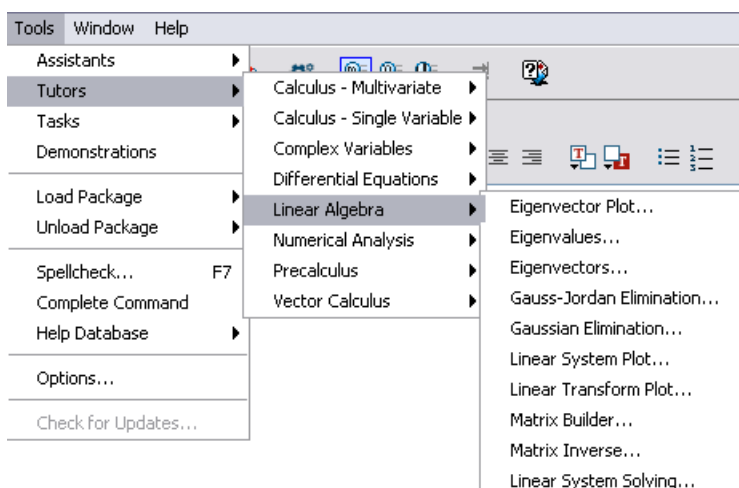 Tools Window Help
Assistants
Tutors
Tasks
Demonstrations
Load Package
Unload Package
Spellcheck... F7
Complete Command
Help Database
Options...
Check for Updates...
Calculus - Multivariate
Calculus - Single Variable
Complex Variables
Differential Equations
Linear Algebra
Numerical Analysis
Precalculus
Vector Calculus
Eigenvector Plot...
Eigenvalues...
Eigenvectors...
Gauss-Jordan Elimination...
Gaussian Elimination...
Linear System Plot...
Linear Transform Plot...
Matrix Builder...
Matrix Inverse...
Linear System Solving...